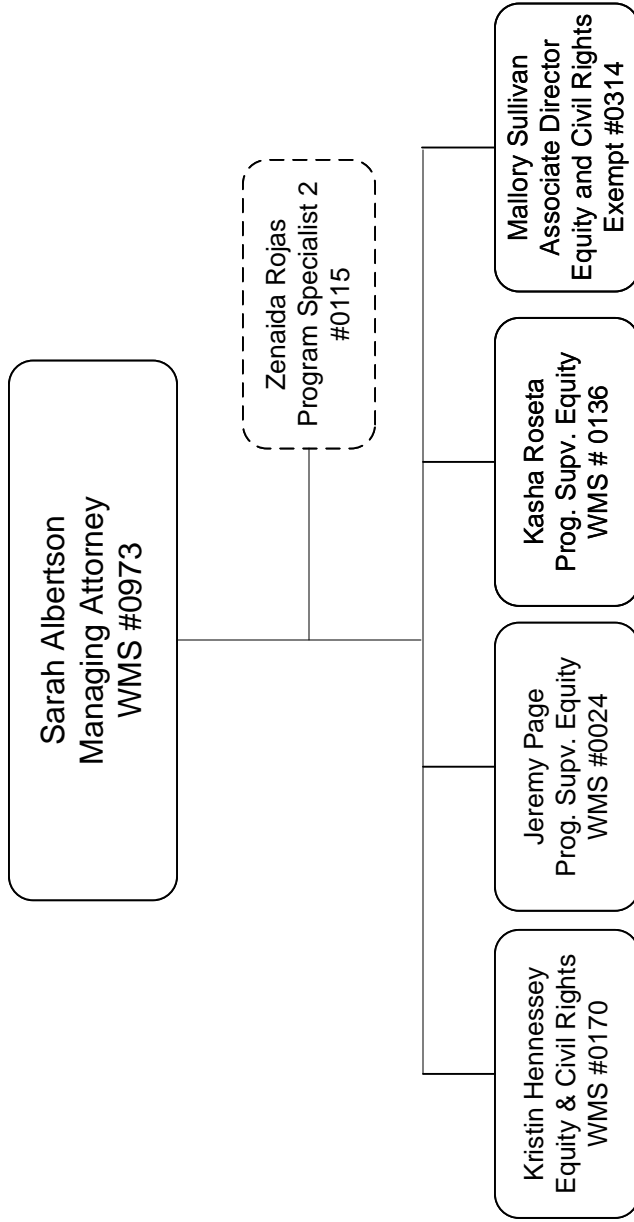 Sarah Albertson
Managing Attorney
WMS #0973
Zenaida Rojas
Program Specialist 2
#0115
Kristin Hennessey
Equity & Civil Rights
WMS #0170
Jeremy Page
Prog. Supv. Equity
WMS #0024
Kasha Roseta
Prog. Supv. Equity
WMS # 0136
Mallory Sullivan
Associate Director
Equity and Civil Rights
Exempt #0314